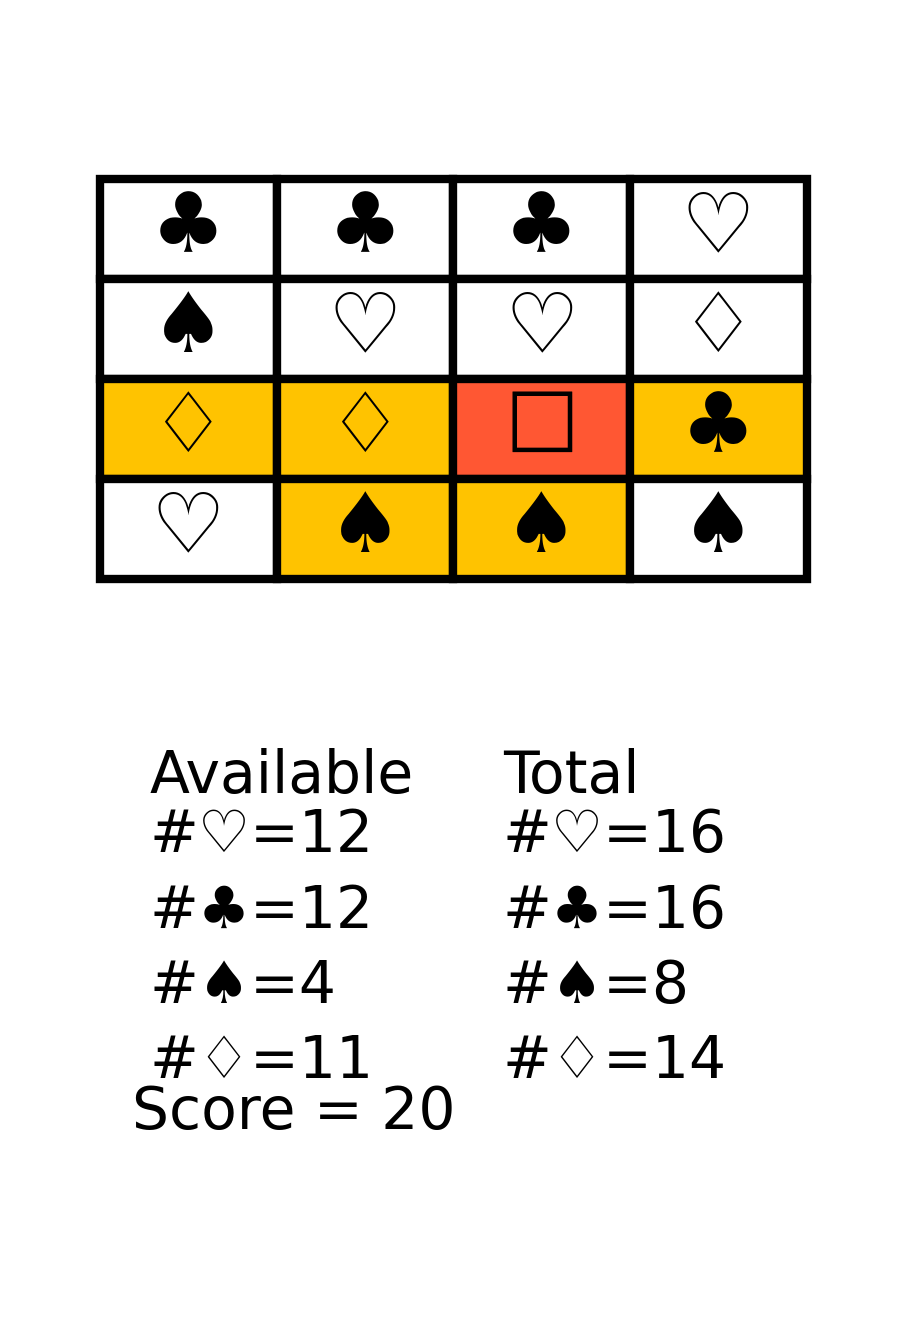 ♣ ♣ ♣ ♡
♠ ♡ ♡ ♢
♢ ♢ □ ♣
♡ ♠ ♠ ♠
Available Total
#♡=12 #♡=16
#♣=12 #♣=16
#♠=4 #♠=8
#♢=11 #♢=14
Score = 20